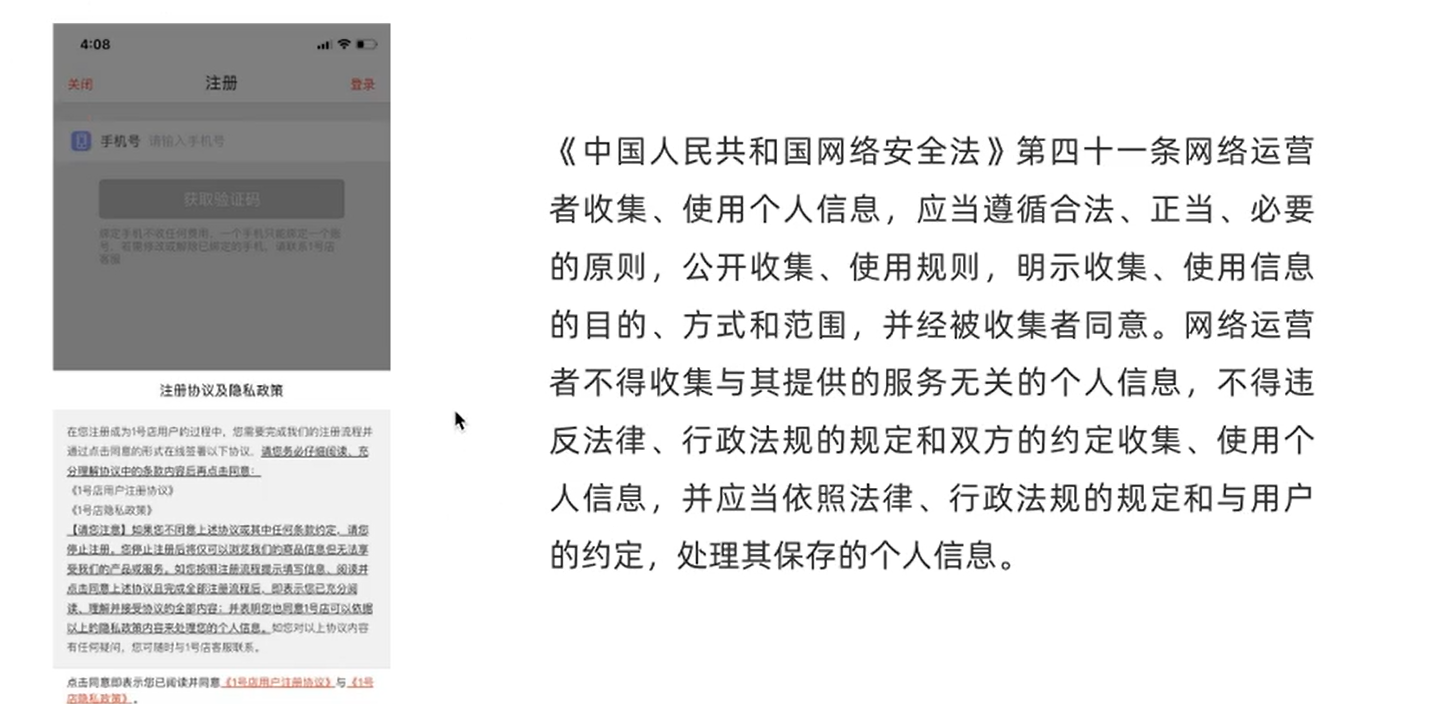 4:08
关闭
注册
登录
手机号 请输入手机号
获取验证码
绑定手机不收任何费用，一个手机只能绑定一个账
号，若需修改或解除已绑定的手机，请联系1号店
客服
注册协议及隐私政策
在您注册成为1号店用户的过程中，您需要完成我们的注册流程并
通过点击同意的形式在线签署以下协议，请您务必仔细阅读、充
分理解协议中的条款内容后再点击同意：
《1号店用户注册协议》
《1号店隐私政策》
【请您注意】如果您不同意上述协议或其中任何条款约定，请您
停止注册。您停止注册后将仅可以浏览我们的商品信息但无法享
受我们的产品或服务。如您按照注册流程提示填写信息、阅读并
点击同意上述协议且完成全部注册流程后，即表示您已充分阅
读、理解并接受协议的全部内容；并表明您也同意1号店可以依据
以上的隐私政策内容来处理您的个人信息。如您对以上协议内容
有任何疑问，您可随时与1号店客服联系。
点击同意即表示您已阅读并同意《1号店用户注册协议》与《1号
店隐私政策》。
《中国人民共和国网络安全法》第四十一条网络运营
者收集、使用个人信息，应当遵循合法、正当、必要
的原则，公开收集、使用规则，明示收集、使用信息
的目的、方式和范围，并经被收集者同意。网络运营
者不得收集与其提供的服务无关的个人信息，不得违
反法律、行政法规的规定和双方的约定收集、使用个
人信息，并应当依照法律、行政法规的规定和与用户
的约定，处理其保存的个人信息。